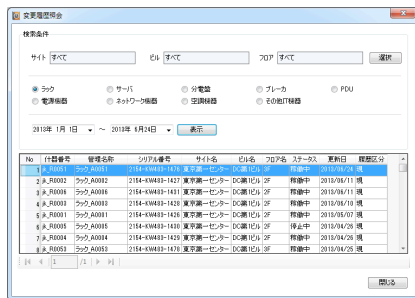 変更履歴照会
検索条件
サイト すべて ビル すべて フロア すべて 選択
ラック サーバ 分電盤 ブレーカ PDU
電源機器 ネットワーク機器 空調機器 その他IT機器
2013年 1月 1日 ～ 2013年 6月24日 表示
No 什器番号 管理名称 シリアル番号 サイト名 ビル名 フロア名 ステータス 更新日 履歴区分
1 jk_R0051 ラック_A0051 2154-KW483-1476 東京第一センター DC第1ビル 2F 稼働中 2013/06/24 現
2 jk_R0002 ラック_A0002 2154-KW483-1427 東京第一センター DC第1ビル 2F 稼働中 2013/06/11 現
3 jk_R0006 ラック_A0006 2154-KW483-1431 東京第一センター DC第1ビル 2F 稼働中 2013/06/11 現
4 jk_R0003 ラック_A0003 2154-KW483-1428 東京第一センター DC第1ビル 2F 稼働中 2013/06/10 現
5 jk_R0001 ラック_A0001 2154-KW483-1426 東京第一センター DC第1ビル 2F 稼働中 2013/05/07 現
6 jk_R0005 ラック_A0005 2154-KW483-1430 東京第一センター DC第1ビル 2F 停止中 2013/04/26 現
7 jk_R0004 ラック_A0004 2154-KW483-1429 東京第一センター DC第1ビル 2F 稼働中 2013/04/26 現
8 jk_R0053 ラック_A0053 2154-KW483-1478 東京第一センター DC第1ビル 2F 稼働中 2013/04/25 現
1 /1
閉じる